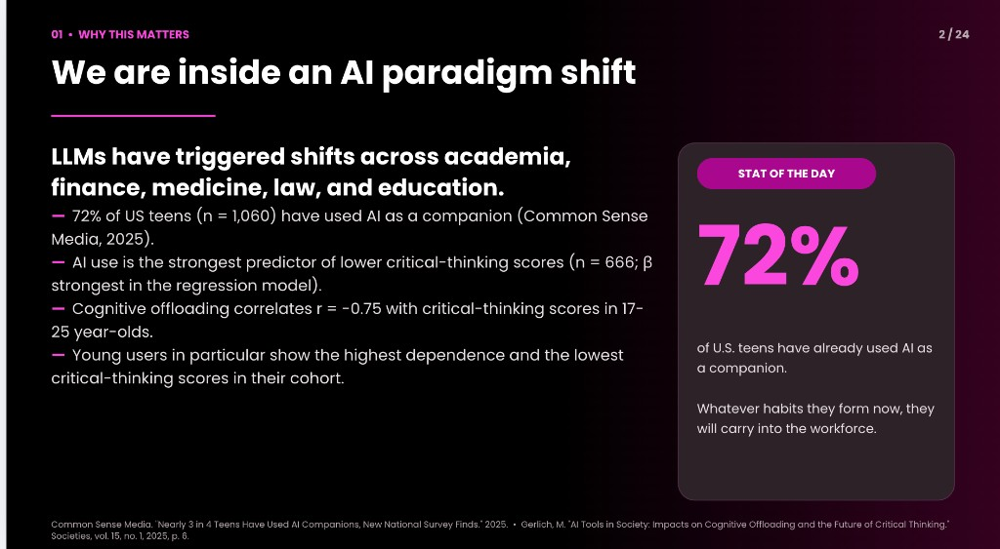 01 • WHY THIS MATTERS
2 / 24
We are inside an AI paradigm shift
LLMs have triggered shifts across academia,
finance, medicine, law, and education.
— 72% of US teens (n = 1,060) have used AI as a companion (Common Sense
Media, 2025).
— AI use is the strongest predictor of lower critical-thinking scores (n = 666; β
strongest in the regression model).
— Cognitive offloading correlates r = -0.75 with critical-thinking scores in 17-
25 year-olds.
— Young users in particular show the highest dependence and the lowest
critical-thinking scores in their cohort.
STAT OF THE DAY
72%
of U.S. teens have already used AI as
a companion.
Whatever habits they form now, they
will carry into the workforce.
Common Sense Media. "Nearly 3 in 4 Teens Have Used AI Companions, New National Survey Finds." 2025. • Gerlich, M. "AI Tools in Society: Impacts on Cognitive Offloading and the Future of Critical Thinking."
Societies, vol. 15, no. 1, 2025, p. 6.